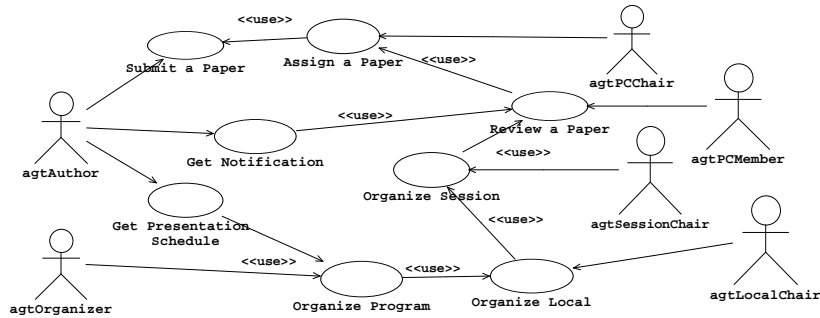 <<use>>
Submit a Paper
Assign a Paper
<<use>>
agtPCChair
<<use>>
Review a Paper
agtPCMember
agtAuthor
Get Notification
<<use>>
Organize Session
agtSessionChair
Get Presentation
Schedule
<<use>>
<<use>>
<<use>>
agtOrganizer
Organize Program
Organize Local
agtLocalChair